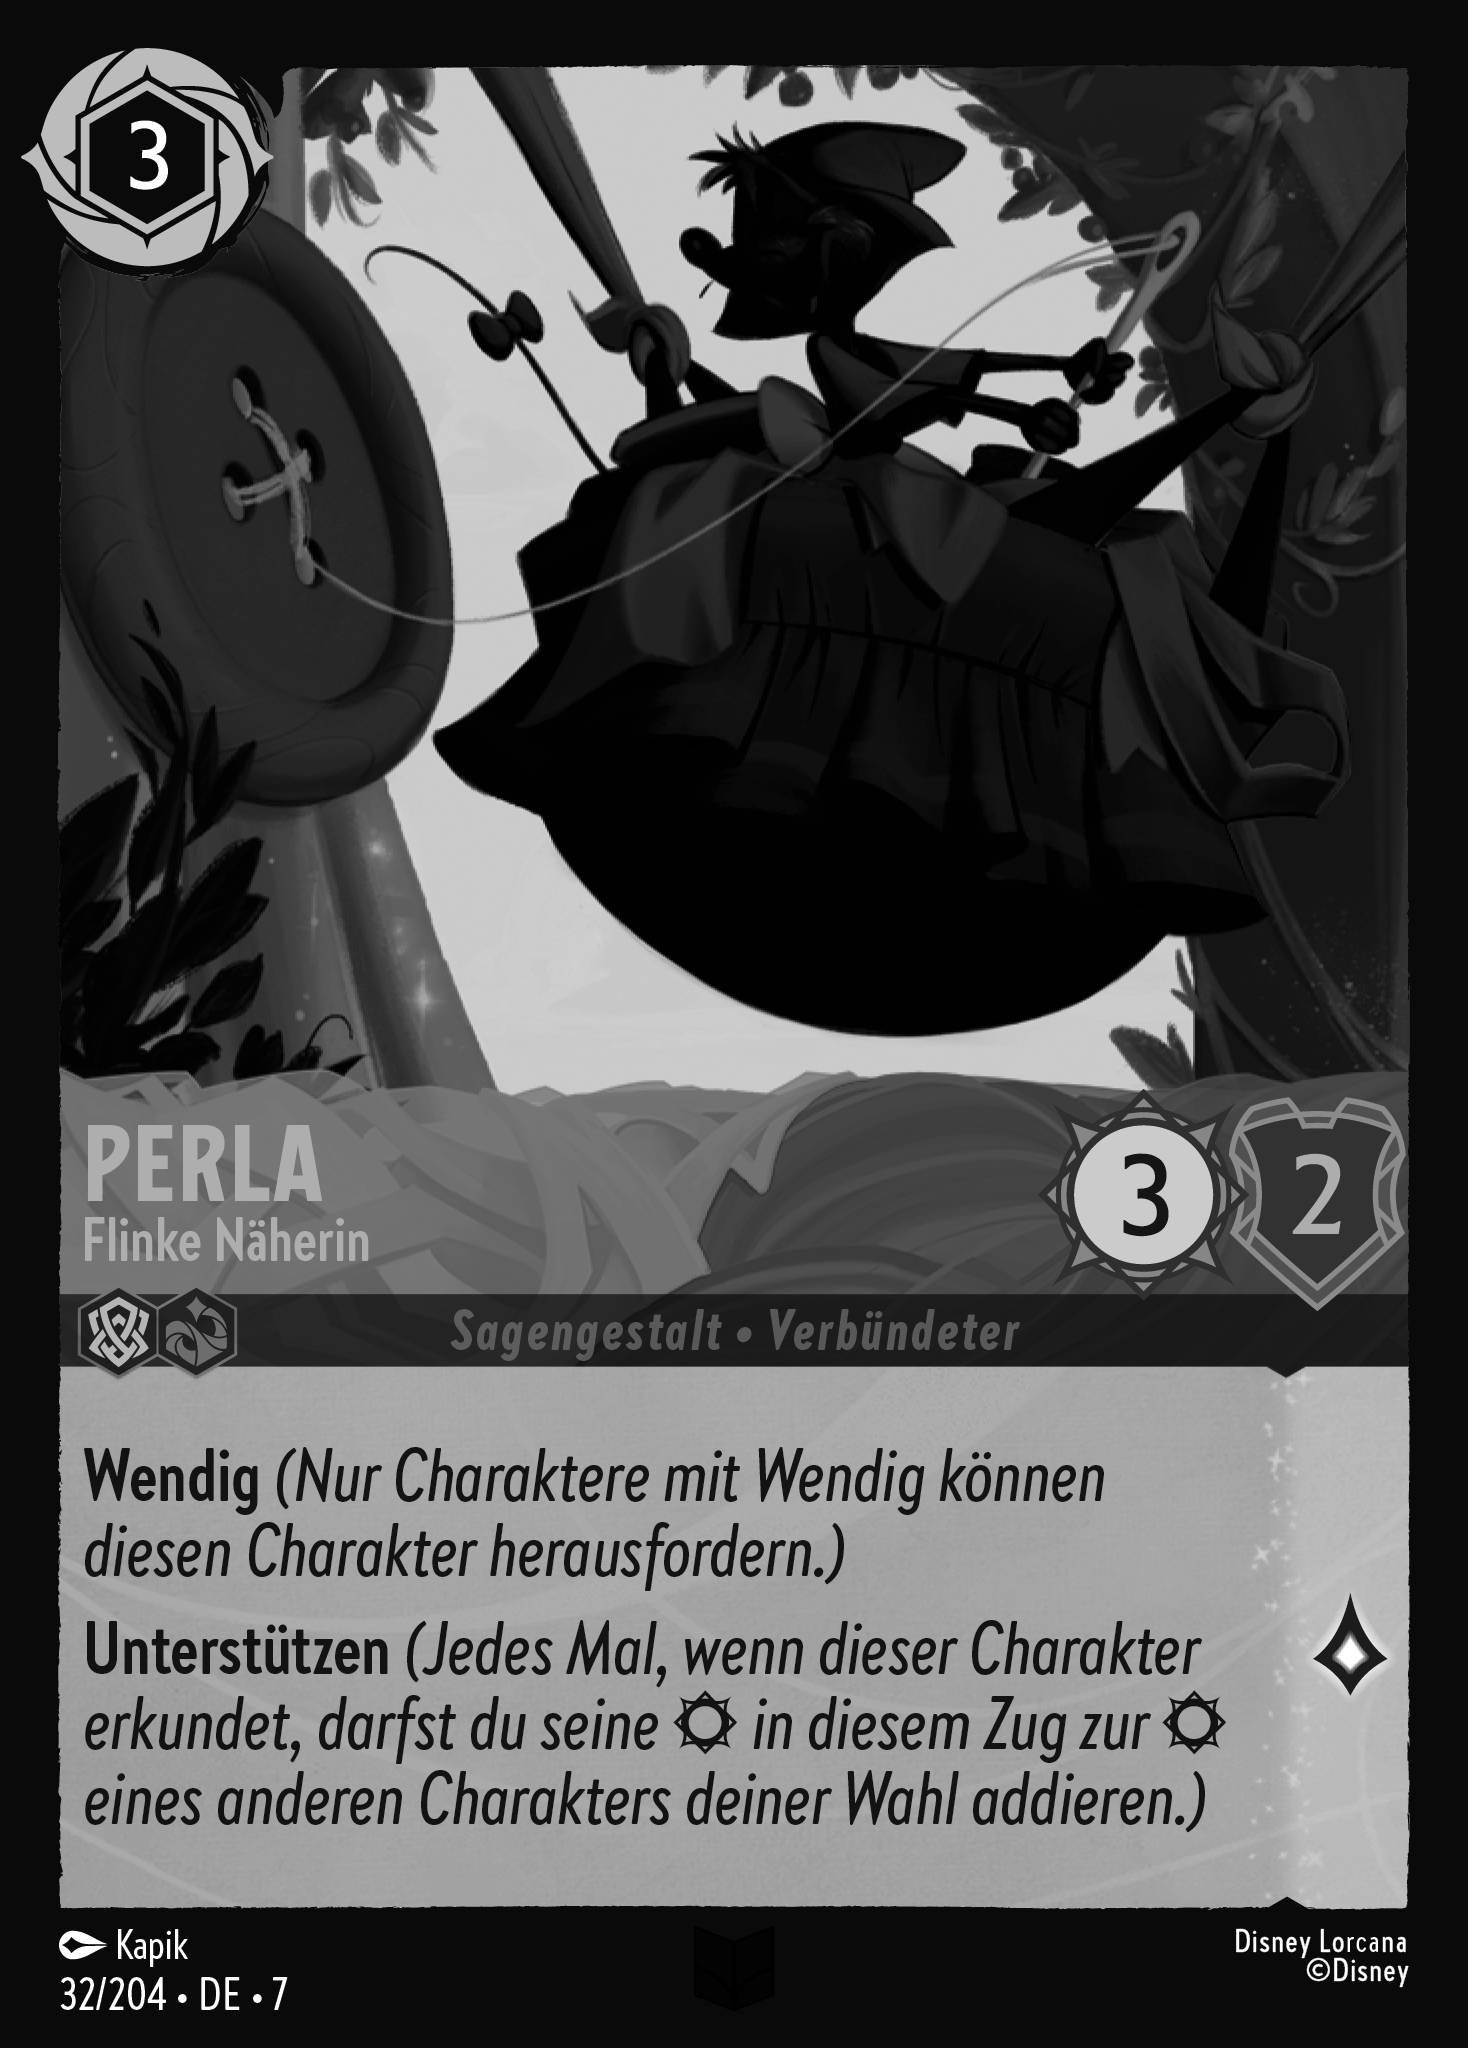 3
PERLA
Flinke Näherin
3
2
Sagengestalt • Verbündeter
Wendig (Nur Charaktere mit Wendig können
diesen Charakter herausfordern.)
Unterstützen (Jedes Mal, wenn dieser Charakter
erkundet, darfst du seine in diesem Zug zur
eines anderen Charakters deiner Wahl addieren.)
Kapik
32/204 • DE • 7
Disney Lorcana
©Disney